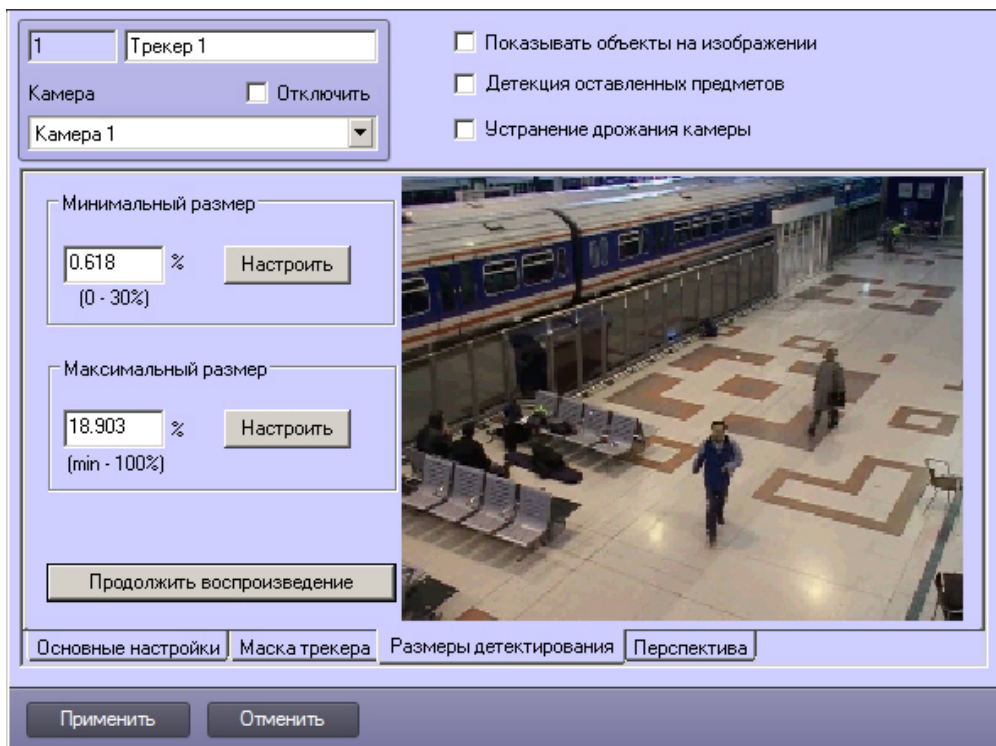 1
Трекер 1
Камера
Отключить
Камера 1
Показывать объекты на изображении
Детекция оставленных предметов
Устранение дрожания камеры
Минимальный размер
0.618 %
Настроить
(0 - 30%)
Максимальный размер
18.903 %
Настроить
(min - 100%)
Продолжить воспроизведение
Основные настройки
Маска трекера
Размеры детектирования
Перспектива
Применить
Отменить